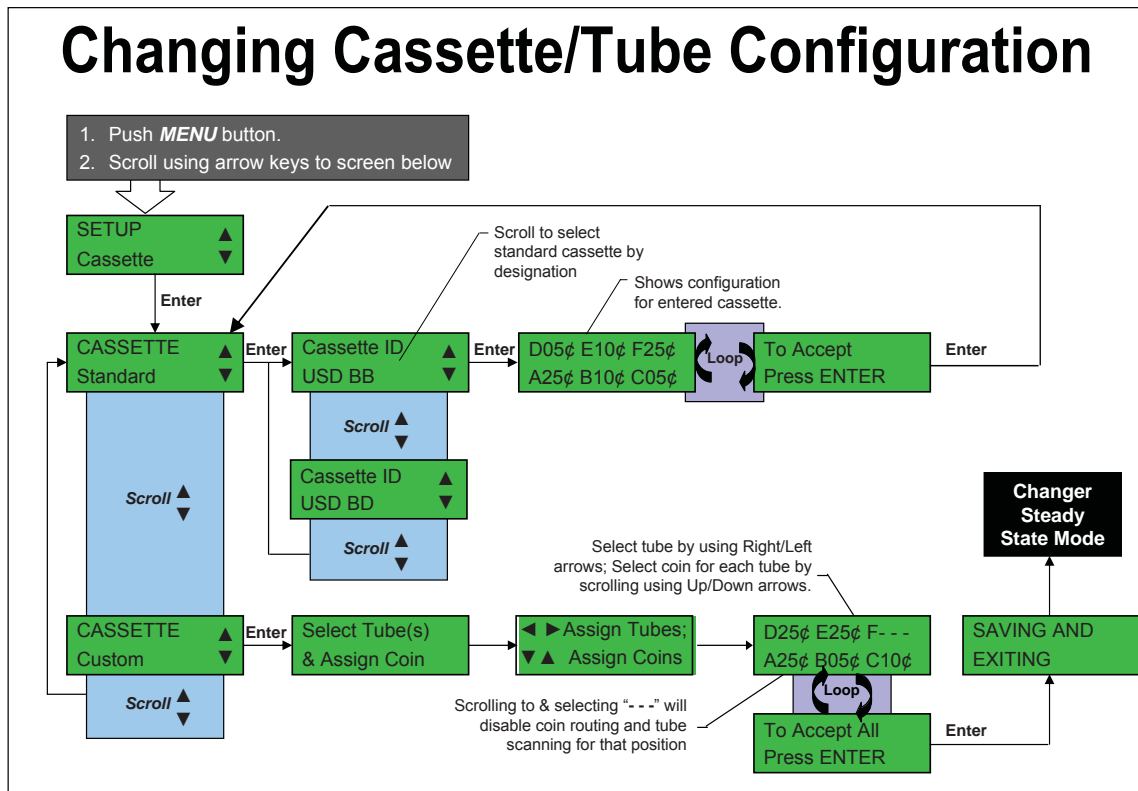 Changing Cassette/Tube Configuration
1. Push MENU button.
2. Scroll using arrow keys to screen below
SETUP ▲
Cassette ▼
Enter
Scroll to select
standard cassette by
designation
Shows configuration
for entered cassette.
CASSETTE ▲
Standard ▼
Enter
Cassette ID ▲
USD BB ▼
Enter
D05¢ E10¢ F25¢
A25¢ B10¢ C05¢
Loop
To Accept
Press ENTER
Enter
Scroll ▲
▼
Cassette ID ▲
USD BD ▼
Scroll ▲
▼
Scroll ▲
▼
Changer
Steady
State Mode
Select tube by using Right/Left
arrows; Select coin for each tube by
scrolling using Up/Down arrows.
CASSETTE ▲
Custom ▼
Enter
Select Tube(s)
& Assign Coin
◄ ►Assign Tubes;
▼▲ Assign Coins
D25¢ E25¢ F- - -
A25¢ B05¢ C10¢
SAVING AND
EXITING
Scroll ▲
▼
Scrolling to & selecting “- - -” will
disable coin routing and tube
scanning for that position
Loop
To Accept All
Press ENTER
Enter